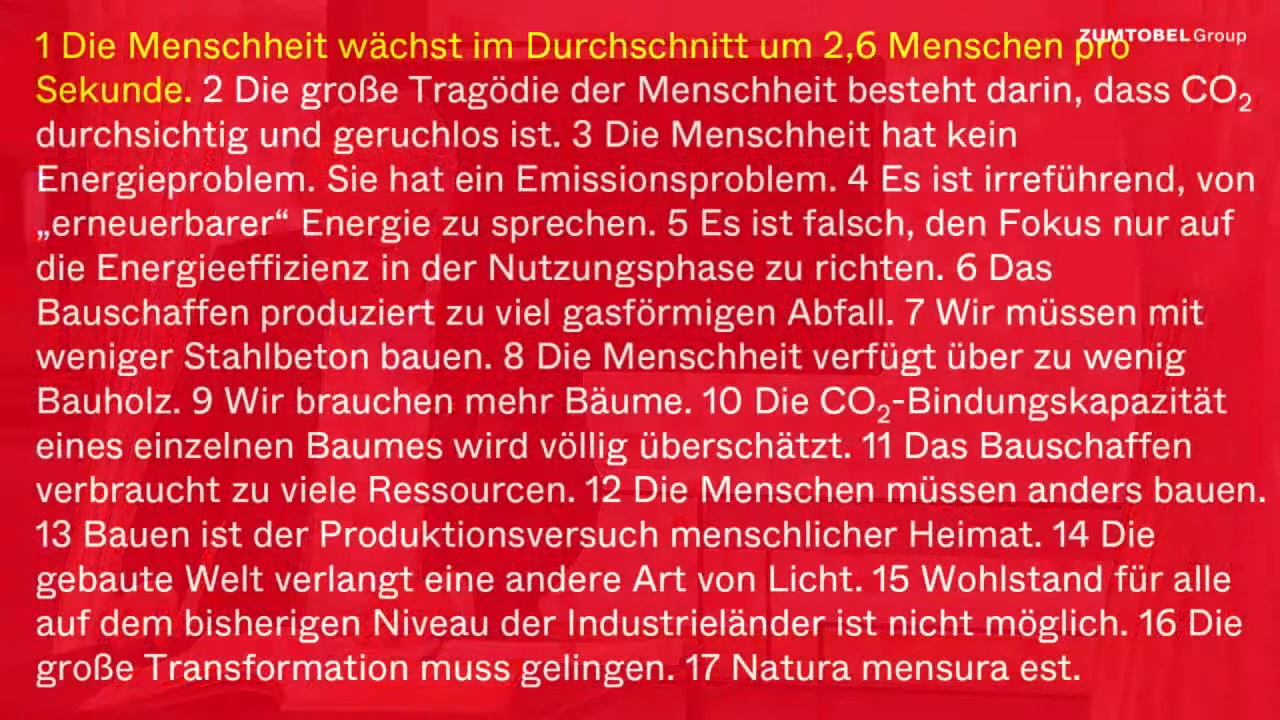 1 Die Menschheit wächst im Durchschnitt um 2,6 Menschen pro
ZUMTOBEL Group
Sekunde. 2 Die große Tragödie der Menschheit besteht darin, dass CO₂
durchsichtig und geruchlos ist. 3 Die Menschheit hat kein
Energieproblem. Sie hat ein Emissionsproblem. 4 Es ist irreführend, von
„erneuerbarer“ Energie zu sprechen. 5 Es ist falsch, den Fokus nur auf
die Energieeffizienz in der Nutzungsphase zu richten. 6 Das
Bauschaffen produziert zu viel gasförmigen Abfall. 7 Wir müssen mit
weniger Stahlbeton bauen. 8 Die Menschheit verfügt über zu wenig
Bauholz. 9 Wir brauchen mehr Bäume. 10 Die CO₂-Bindungskapazität
eines einzelnen Baumes wird völlig überschätzt. 11 Das Bauschaffen
verbraucht zu viele Ressourcen. 12 Die Menschen müssen anders bauen.
13 Bauen ist der Produktionsversuch menschlicher Heimat. 14 Die
gebaute Welt verlangt eine andere Art von Licht. 15 Wohlstand für alle
auf dem bisherigen Niveau der Industrieländer ist nicht möglich. 16 Die
große Transformation muss gelingen. 17 Natura mensura est.